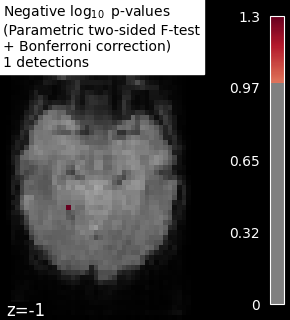 Negative log₁₀ p-values
(Parametric two-sided F-test
+ Bonferroni correction)
1 detections
1.3
0.97
0.65
0.32
0
z=-1